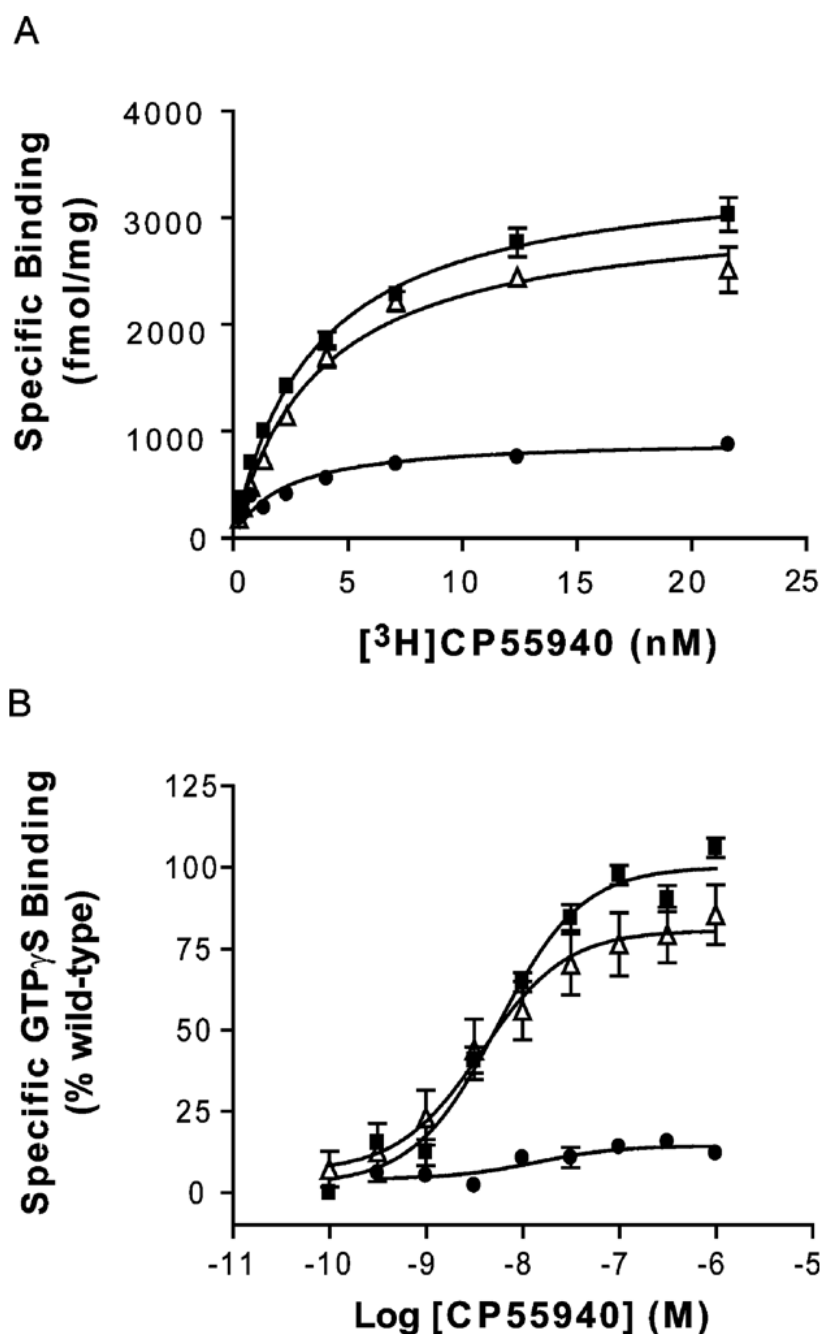 A
Specific Binding
(fmol/mg)
4000
3000
2000
1000
0
0 5 10 15 20 25
[³H]CP55940 (nM)
B
Specific GTPγS Binding
(% wild-type)
125
100
75
50
25
0
-11 -10 -9 -8 -7 -6 -5
Log [CP55940] (M)